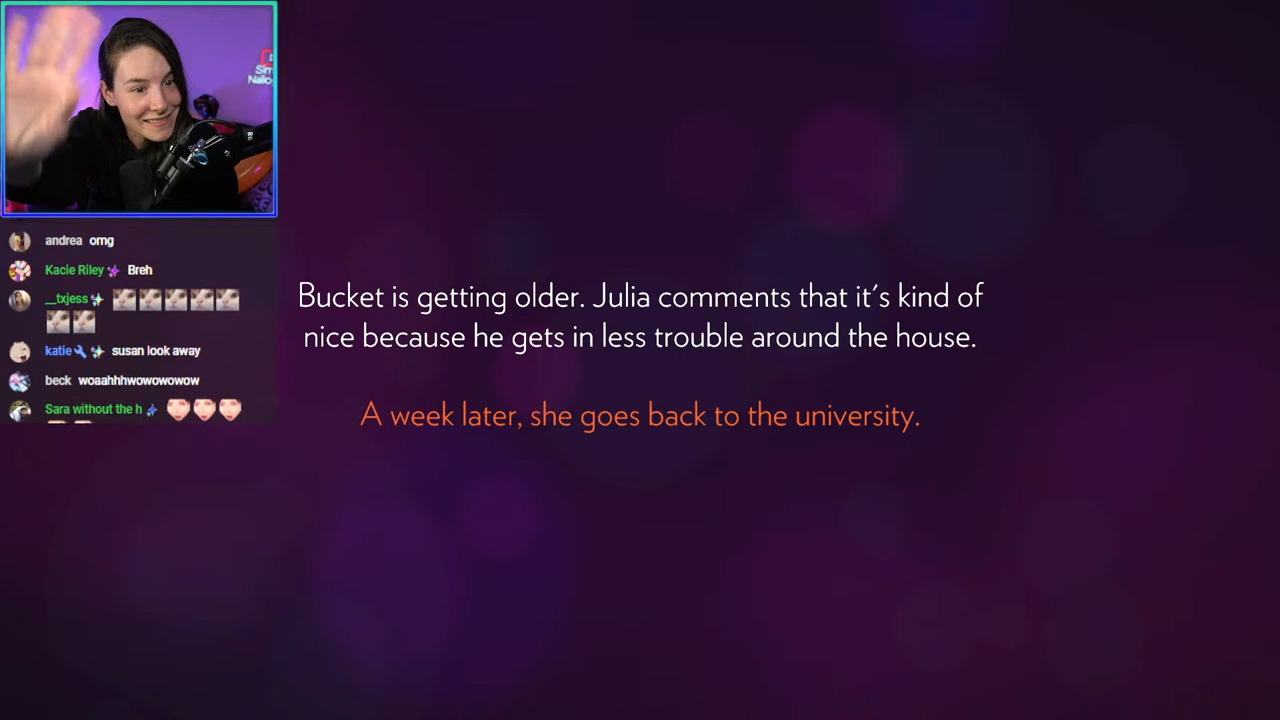 Sim
Nailo
andrea omg
Kacie Riley Breh
__txjess
katie susan look away
beck woaahhhwowowowow
Sara without the h
Bucket is getting older. Julia comments that it's kind of
nice because he gets in less trouble around the house.
A week later, she goes back to the university.